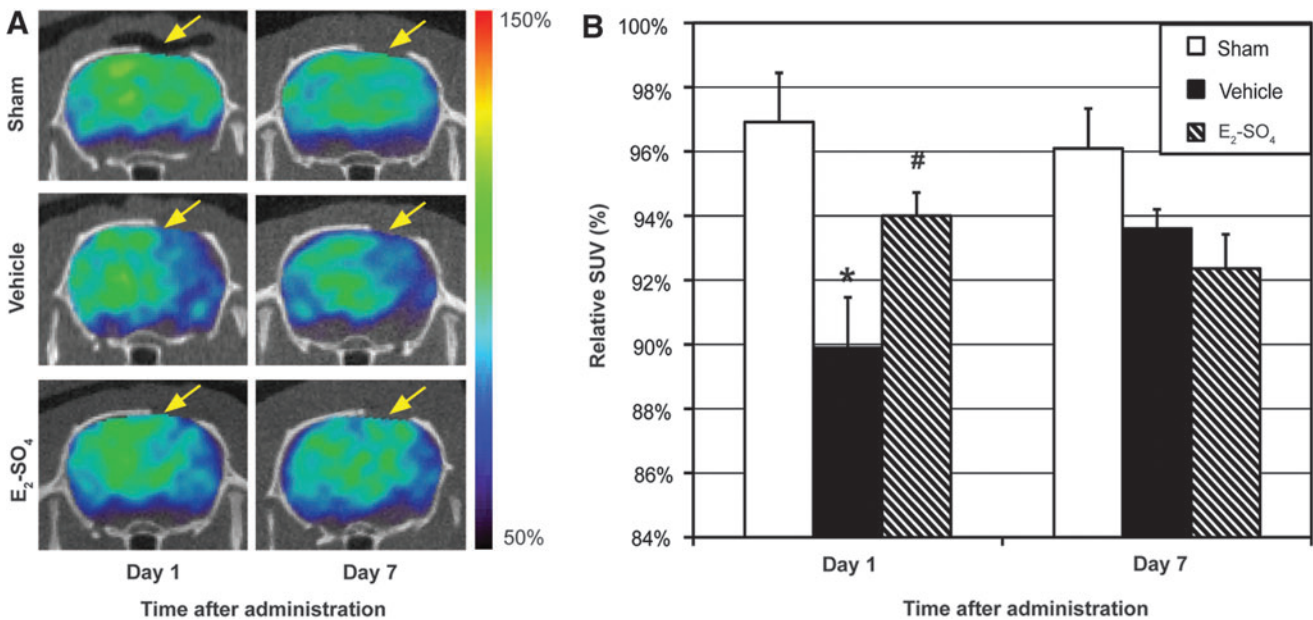 A
Sham
Vehicle
E₂-SO₄
Day 1
Day 7
Time after administration
150%
50%
B
100%
98%
96%
94%
92%
90%
88%
86%
84%
Relative SUV (%)
Sham
Vehicle
E₂-SO₄
*
#
Day 1
Day 7
Time after administration